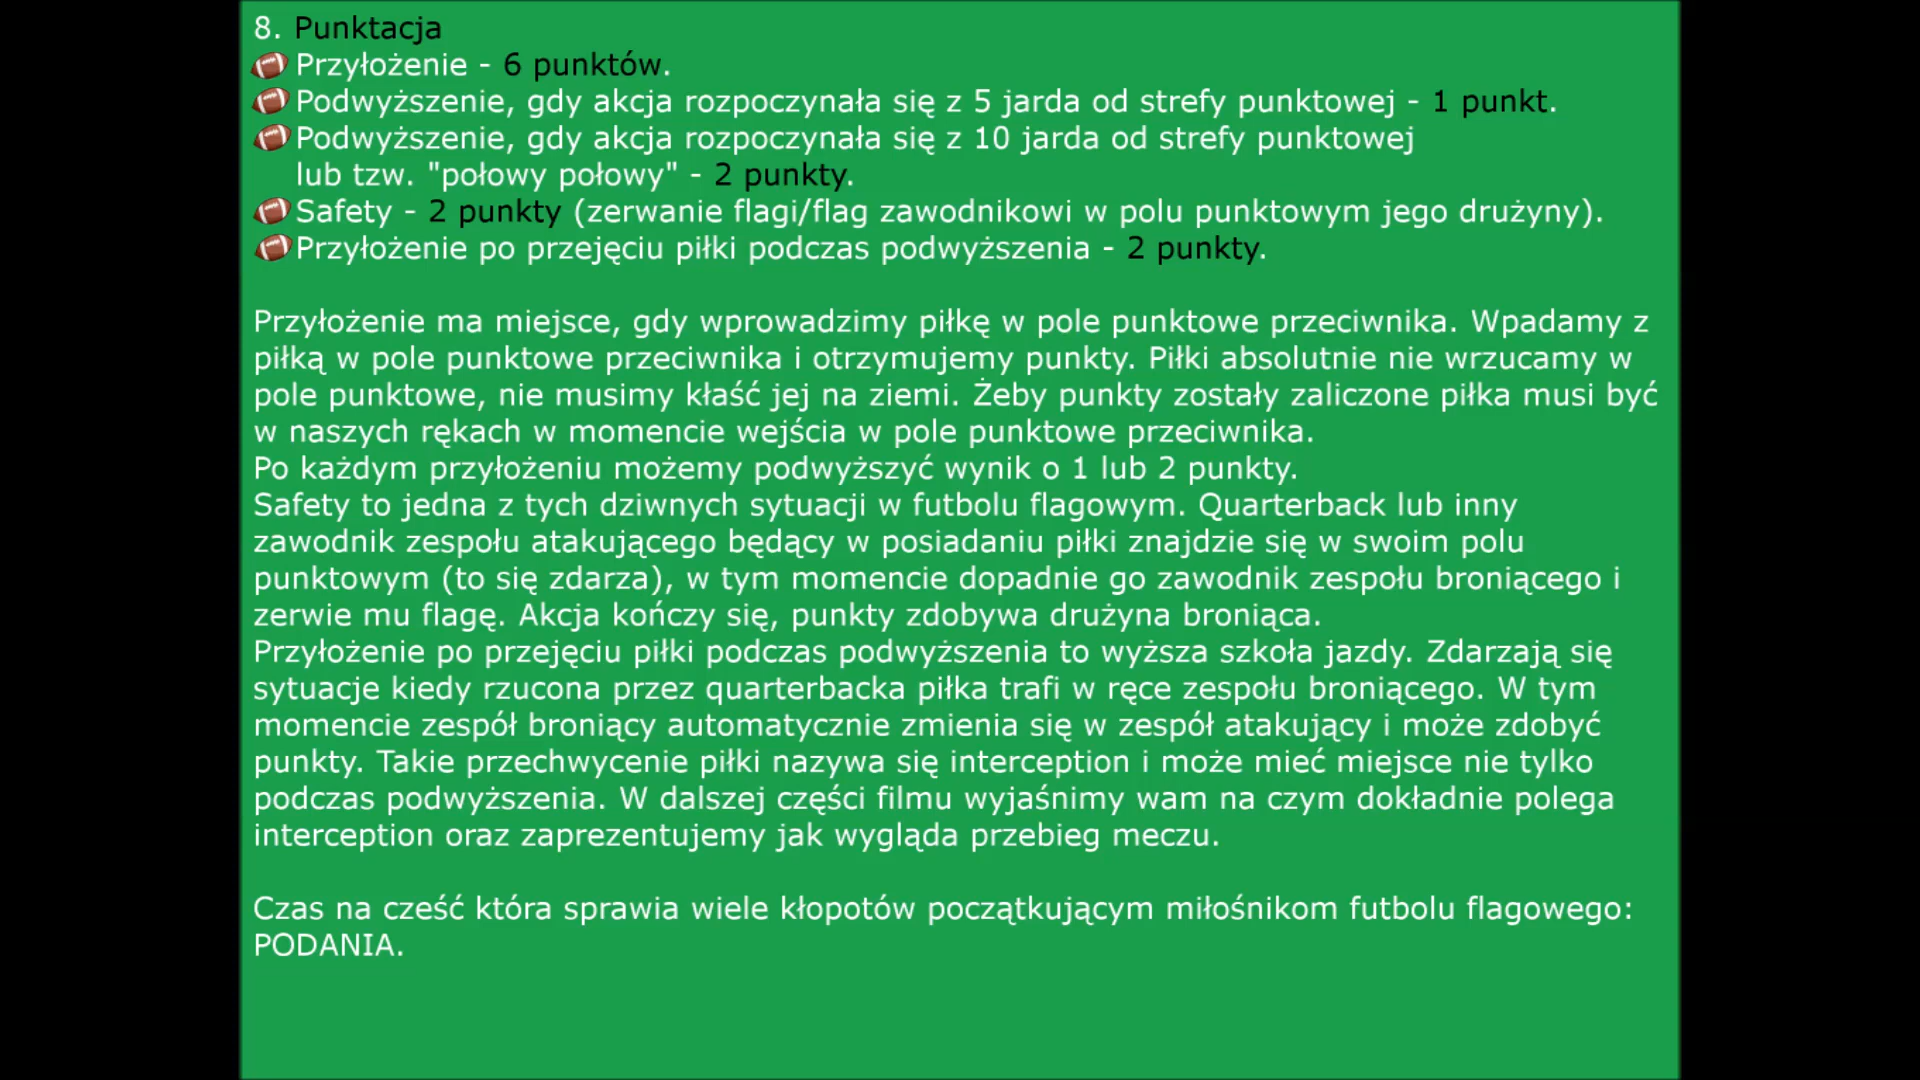 8. Punktacja
Przyłożenie - 6 punktów.
Podwyższenie, gdy akcja rozpoczynała się z 5 jarda od strefy punktowej - 1 punkt.
Podwyższenie, gdy akcja rozpoczynała się z 10 jarda od strefy punktowej
lub tzw. "połowy połowy" - 2 punkty.
Safety - 2 punkty (zerwanie flagi/flag zawodnikowi w polu punktowym jego drużyny).
Przyłożenie po przejęciu piłki podczas podwyższenia - 2 punkty.
Przyłożenie ma miejsce, gdy wprowadzimy piłkę w pole punktowe przeciwnika. Wpadamy z
piłką w pole punktowe przeciwnika i otrzymujemy punkty. Piłki absolutnie nie wrzucamy w
pole punktowe, nie musimy kłaść jej na ziemi. Żeby punkty zostały zaliczone piłka musi być
w naszych rękach w momencie wejścia w pole punktowe przeciwnika.
Po każdym przyłożeniu możemy podwyższyć wynik o 1 lub 2 punkty.
Safety to jedna z tych dziwnych sytuacji w futbolu flagowym. Quarterback lub inny
zawodnik zespołu atakującego będący w posiadaniu piłki znajdzie się w swoim polu
punktowym (to się zdarza), w tym momencie dopadnie go zawodnik zespołu broniącego i
zerwie mu flagę. Akcja kończy się, punkty zdobywa drużyna broniąca.
Przyłożenie po przejęciu piłki podczas podwyższenia to wyższa szkoła jazdy. Zdarzają się
sytuacje kiedy rzucona przez quarterbacka piłka trafi w ręce zespołu broniącego. W tym
momencie zespół broniący automatycznie zmienia się w zespół atakujący i może zdobyć
punkty. Takie przechwycenie piłki nazywa się interception i może mieć miejsce nie tylko
podczas podwyższenia. W dalszej części filmu wyjaśnimy wam na czym dokładnie polega
interception oraz zaprezentujemy jak wygląda przebieg meczu.
Czas na cześć która sprawia wiele kłopotów początkującym miłośnikom futbolu flagowego:
PODANIA.